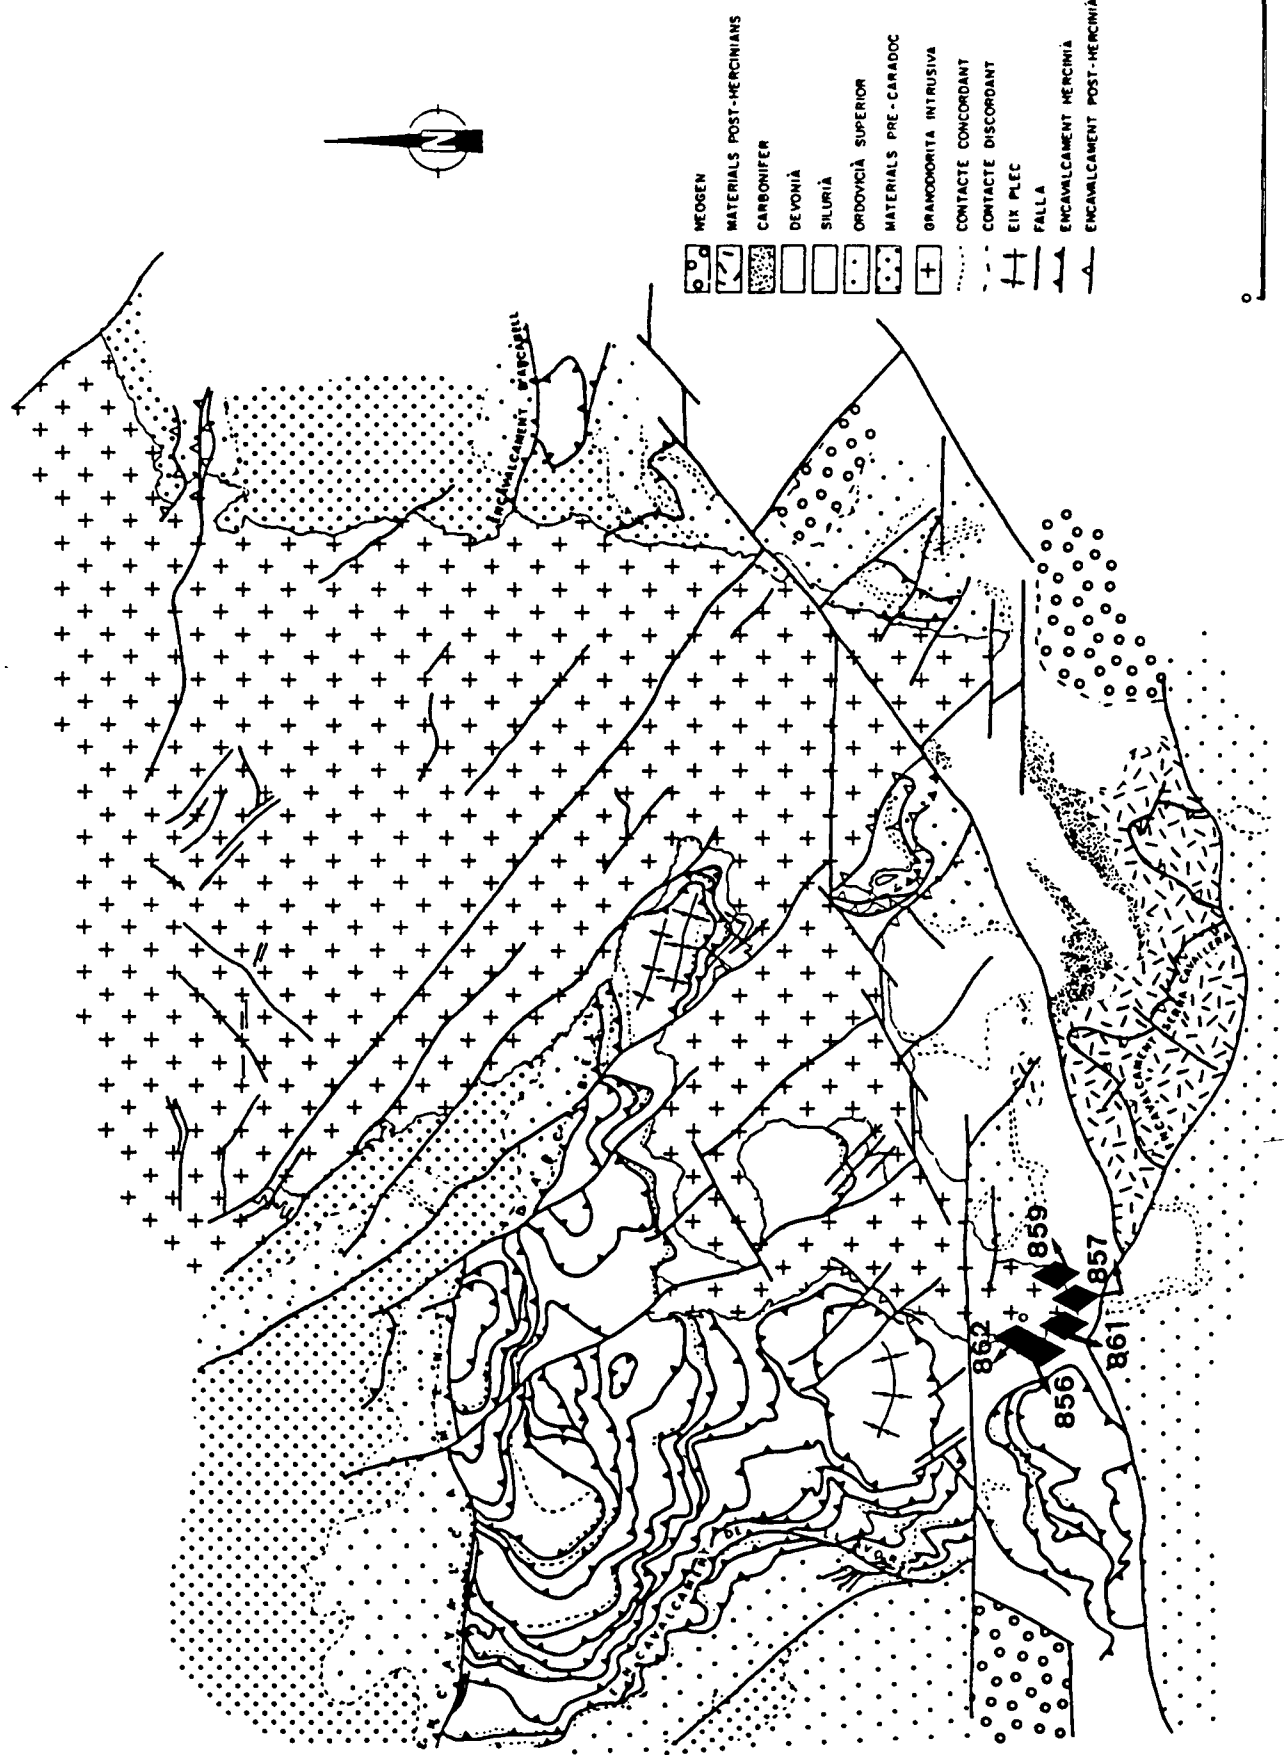 N
NEOGEN
MATERIALS POST-HERCINIANS
CARBONIFER
DEVONIÀ
SILURIÀ
ORDOVICIÀ SUPERIOR
MATERIALS PRE-CARADOC
GRANODIORITA INTRUSIVA
CONTACTE CONCORDANT
CONTACTE DISCORDANT
EIX PLEC
FALLA
ENCAVALCAMENT HERCINIÀ
ENCAVALCAMENT POST-HERCINIÀ
0
ENCAVALCAMENT D'ARCABELL
ENCAVALCAMENT
ENCAVALCAMENT SERRA CAVALLERA
859
857
862
861
856